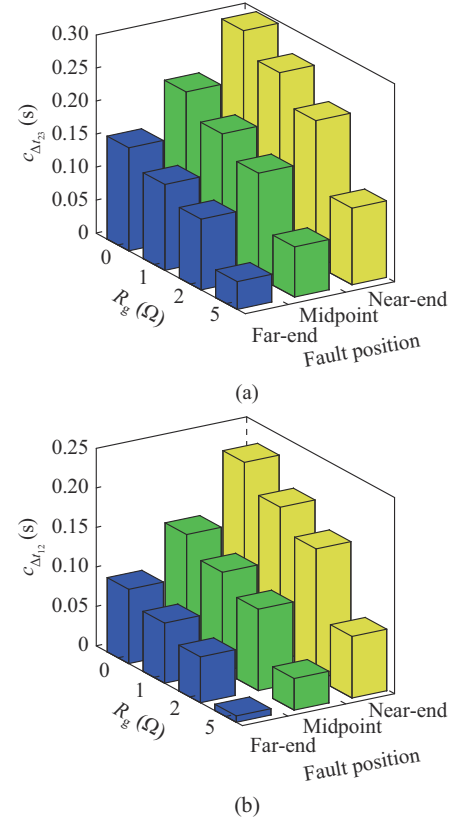 0.30
0.25
0.20
0.15
0.10
0.05
0
c_{Δt_{23}} (s)
0
1
2
5
R_g (Ω)
Far-end
Midpoint
Near-end
Fault position
(a)
0.25
0.20
0.15
0.10
0.05
0
c_{Δt_{12}} (s)
0
1
2
5
R_g (Ω)
Far-end
Midpoint
Near-end
Fault position
(b)